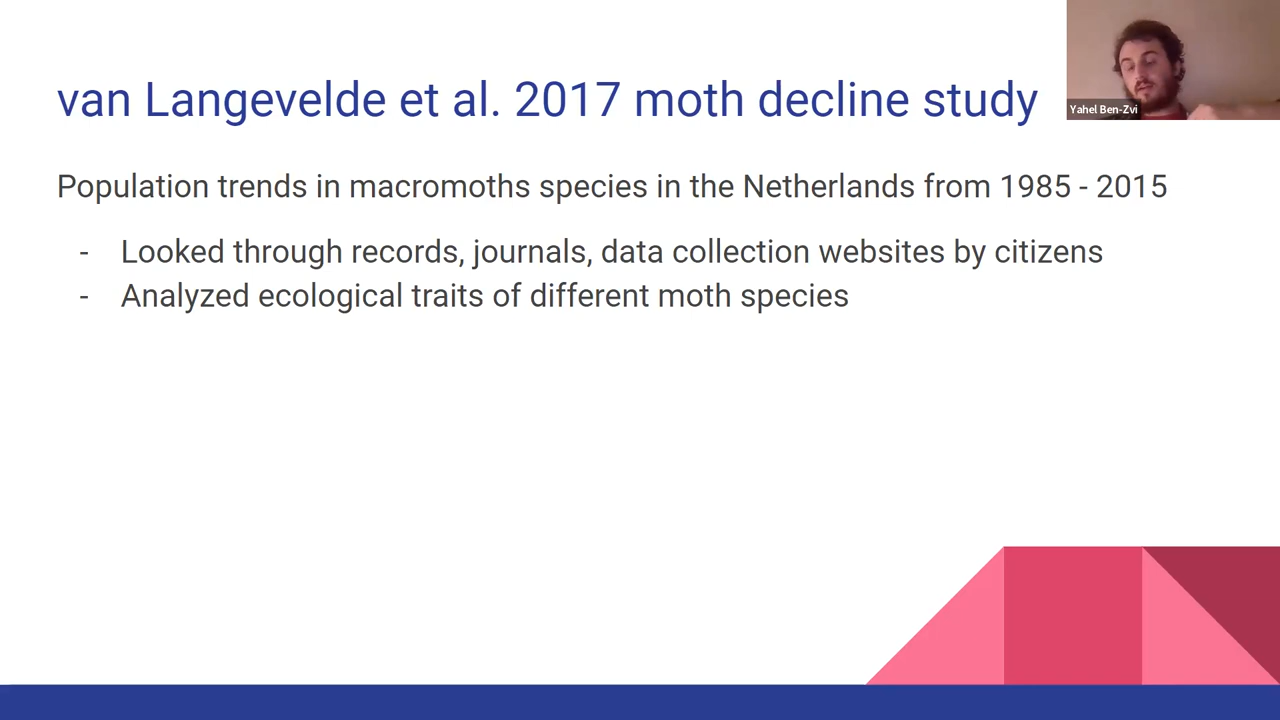 van Langevelde et al. 2017 moth decline study
Yahel Ben-Zvi
Population trends in macromoths species in the Netherlands from 1985 - 2015
- Looked through records, journals, data collection websites by citizens
- Analyzed ecological traits of different moth species